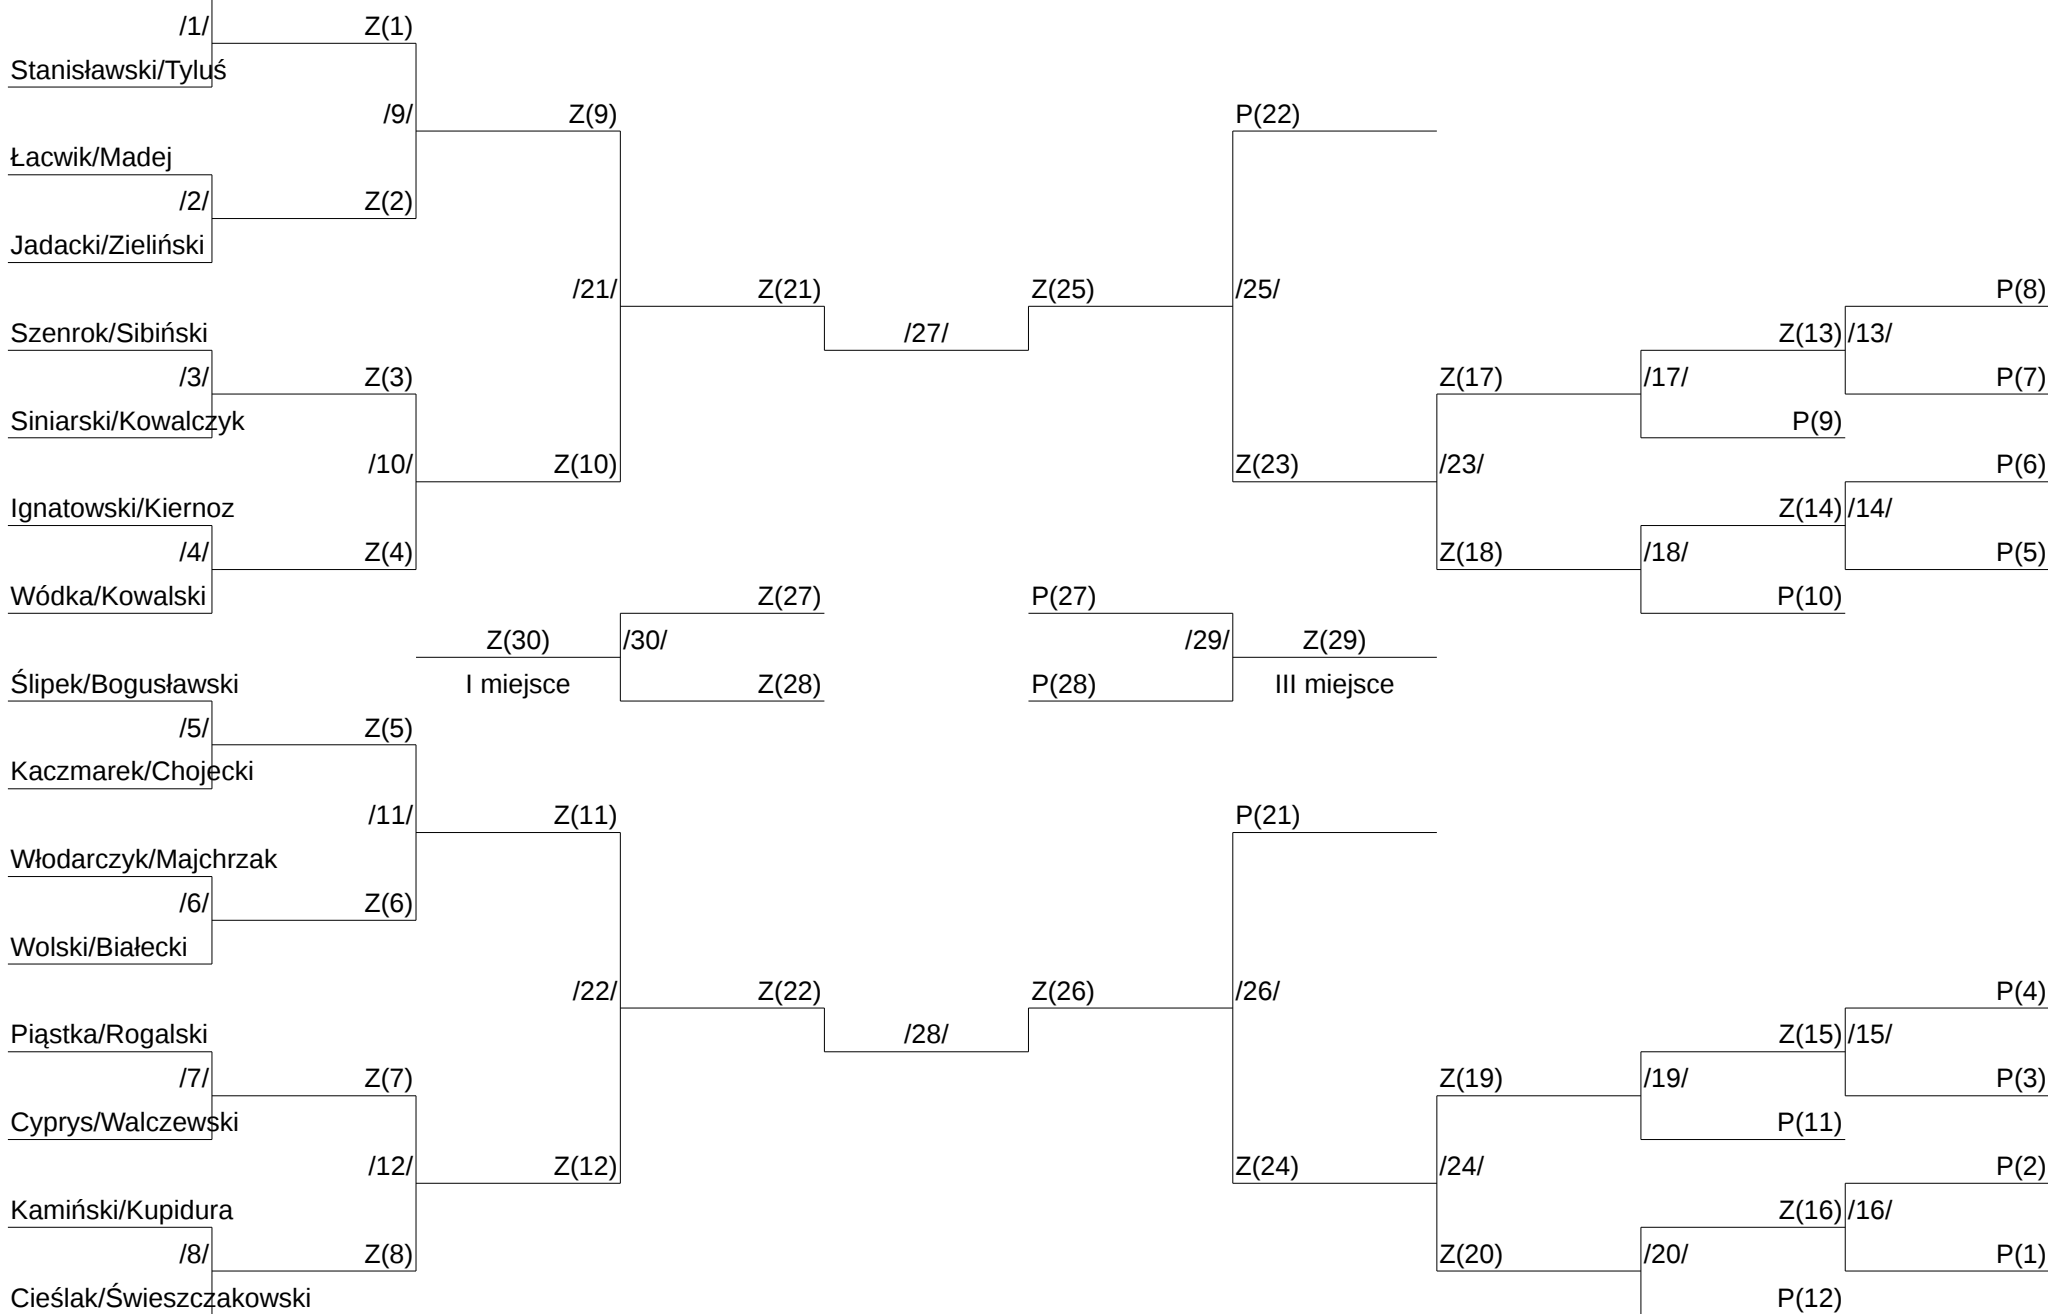 /1/ Z(1)
Stanisławski/Tyluś
/9/ Z(9) P(22)
Łacwik/Madej
/2/ Z(2)
Jadacki/Zieliński
/21/ Z(21) Z(25) /25/ P(8)
Szenrok/Sibiński /27/ Z(13) /13/
/3/ Z(3) Z(17) /17/ P(7)
Siniarski/Kowalczyk P(9)
/10/ Z(10) Z(23) /23/ P(6)
Ignatowski/Kiernoz Z(14) /14/
/4/ Z(4) Z(18) /18/ P(5)
Wódka/Kowalski Z(27) P(27) P(10)
Z(30) /30/ /29/ Z(29)
Ślipek/Bogusławski I miejsce Z(28) P(28) III miejsce
/5/ Z(5)
Kaczmarek/Chojecki
/11/ Z(11) P(21)
Włodarczyk/Majchrzak
/6/ Z(6)
Wolski/Białecki
/22/ Z(22) Z(26) /26/ P(4)
Piąstka/Rogalski /28/ Z(15) /15/
/7/ Z(7) Z(19) /19/ P(3)
Cyprys/Walczewski P(11)
/12/ Z(12) Z(24) /24/ P(2)
Kamiński/Kupidura Z(16) /16/
/8/ Z(8) Z(20) /20/ P(1)
Cieślak/Świeszczakowski P(12)